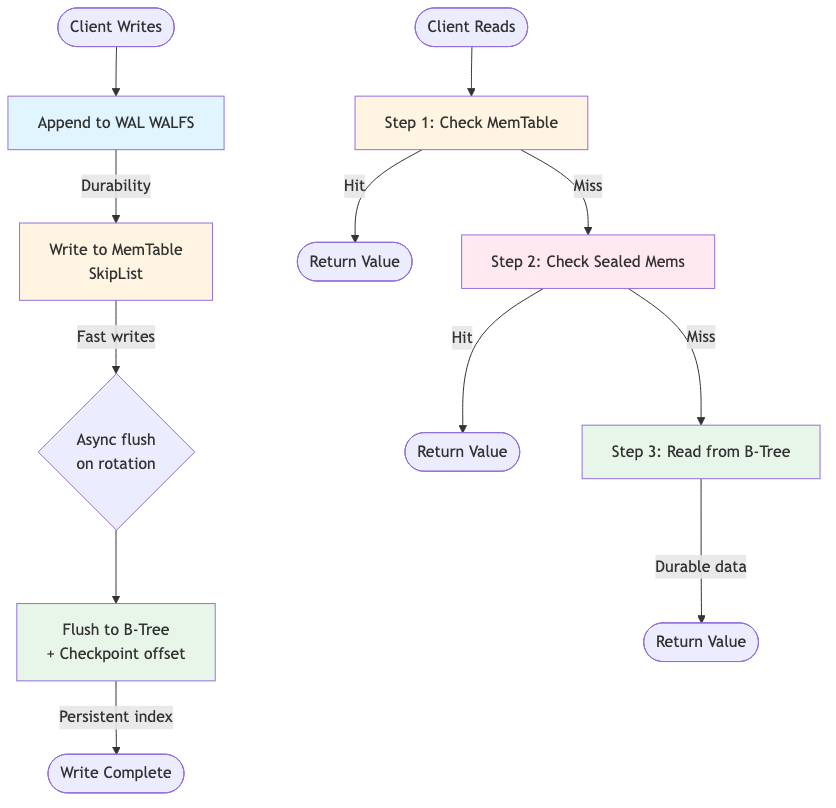 Client Writes
Append to WAL WALFS
Durability
Write to MemTable
SkipList
Fast writes
Async flush
on rotation
Flush to B-Tree
+ Checkpoint offset
Persistent index
Write Complete
Client Reads
Step 1: Check MemTable
Hit
Miss
Return Value
Step 2: Check Sealed Mems
Hit
Miss
Return Value
Step 3: Read from B-Tree
Durable data
Return Value